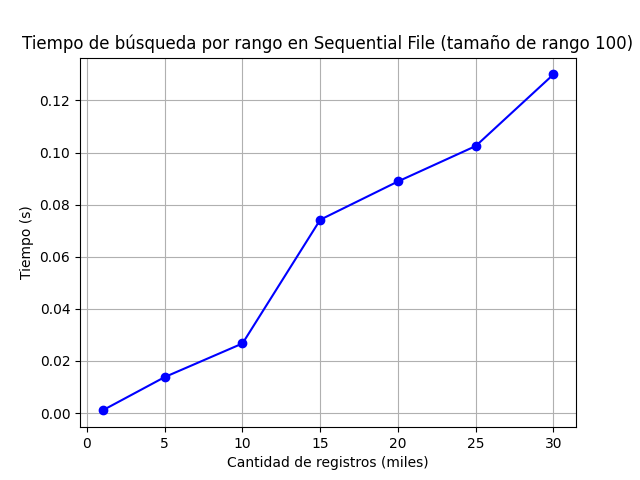 Tiempo de búsqueda por rango en Sequential File (tamaño de rango 100)
0.12
0.10
0.08
0.06
0.04
0.02
0.00
Tiempo (s)
0 5 10 15 20 25 30
Cantidad de registros (miles)